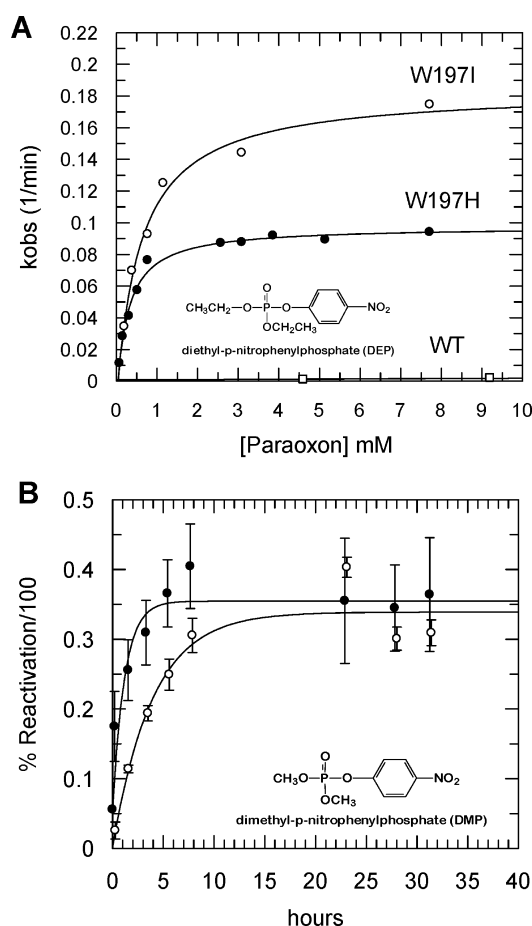 A
0.22
0.2
0.18
0.16
0.14
0.12
0.1
0.08
0.06
0.04
0.02
0
kobs (1/min)
W197I
W197H
WT
O
CH₃CH₂—O—P—O NO₂
OCH₂CH₃
diethyl-p-nitrophenylphosphate (DEP)
0 1 2 3 4 5 6 7 8 9 10
[Paraoxon] mM
B
0.5
0.4
0.3
0.2
0.1
0
% Reactivation/100
O
CH₃O—P—O NO₂
OCH₃
dimethyl-p-nitrophenylphosphate (DMP)
0 5 10 15 20 25 30 35 40
hours